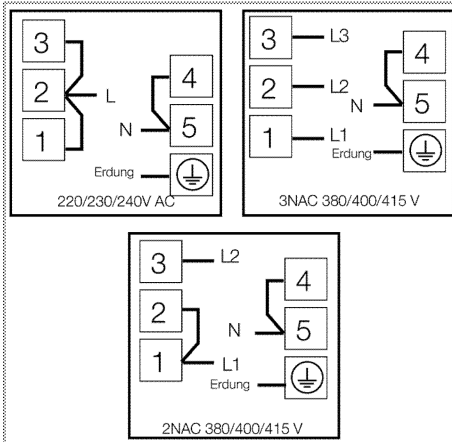 3
2 L
1
4
N 5
Erdung
220/230/240V AC
3 L3
2 L2
1 L1
4
N 5
Erdung
3NAC 380/400/415 V
3 L2
2
1 L1
4
N 5
Erdung
2NAC 380/400/415 V